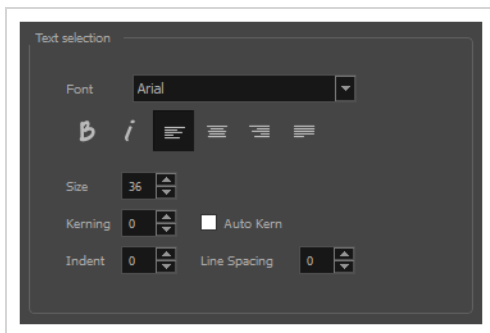 Text selection
Font Arial
B i
Size 36
Kerning 0 Auto Kern
Indent 0 Line Spacing 0